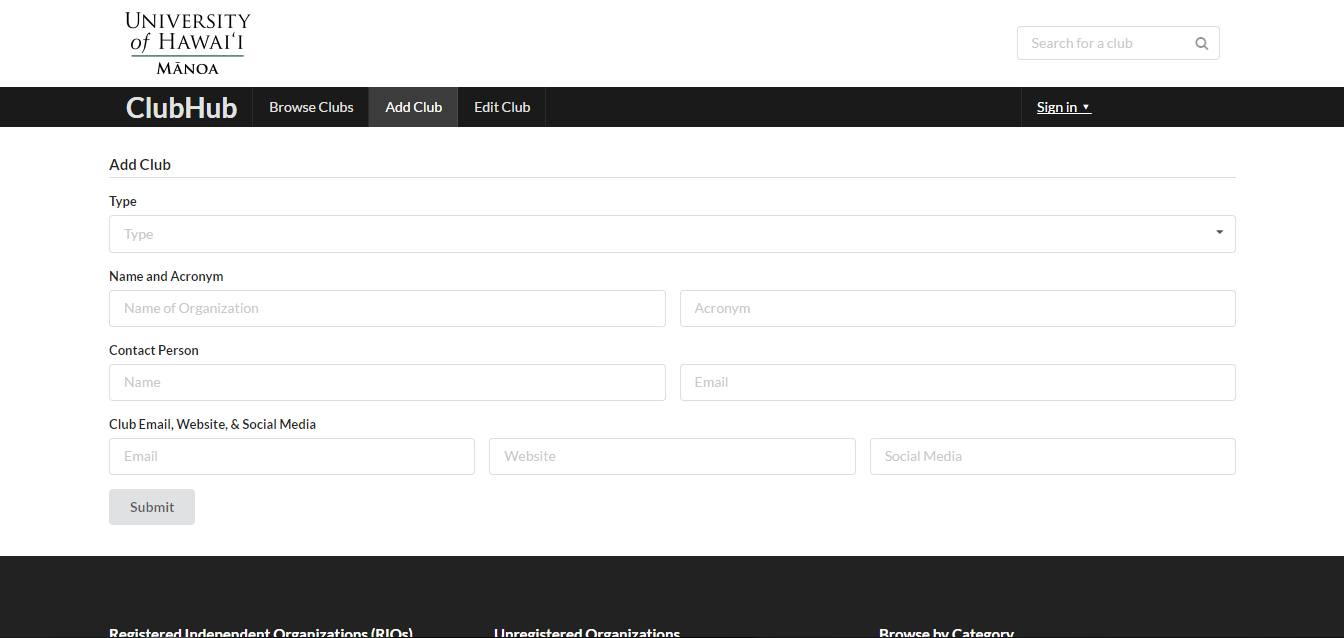 UNIVERSITY
of HAWAIʻI
MĀNOA
Search for a club
ClubHub Browse Clubs Add Club Edit Club Sign in
Add Club
Type
Type
Name and Acronym
Name of Organization Acronym
Contact Person
Name Email
Club Email, Website, & Social Media
Email Website Social Media
Submit
Registered Independent Organizations (RIOs) Unregistered Organizations Browse by Category